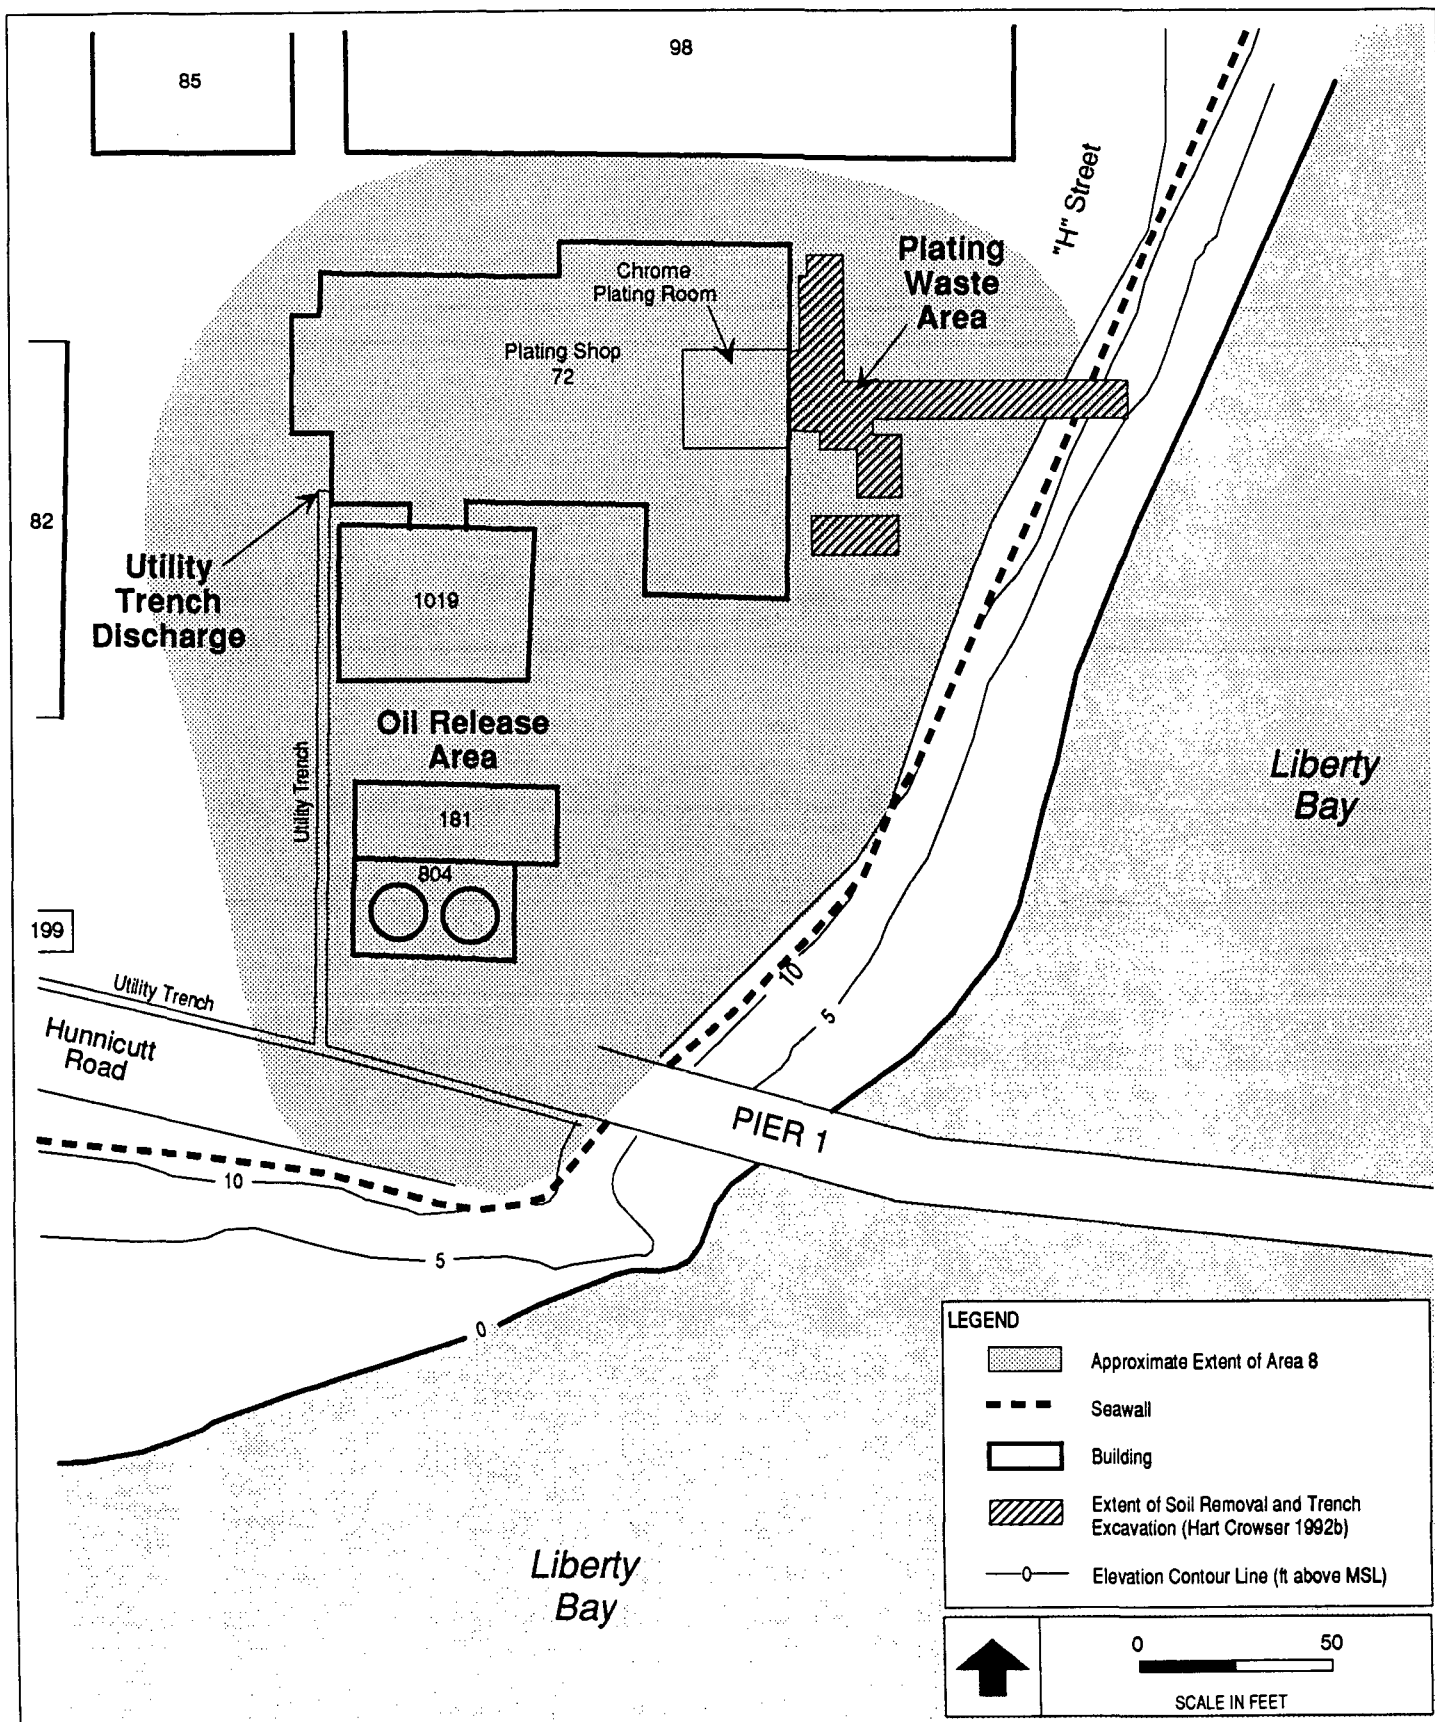 85
98
"H" Street
Plating
Waste
Area
Chrome
Plating Room
Plating Shop
72
82
Utility
Trench
Discharge
1019
Oil Release
Area
Utility Trench
181
804
199
Utility Trench
Hunnicutt
Road
10
5
PIER 1
Liberty
Bay
10
5
0
Liberty
Bay
LEGEND
Approximate Extent of Area 8
Seawall
Building
Extent of Soil Removal and Trench
Excavation (Hart Crowser 1992b)
0
Elevation Contour Line (ft above MSL)
0 50
SCALE IN FEET